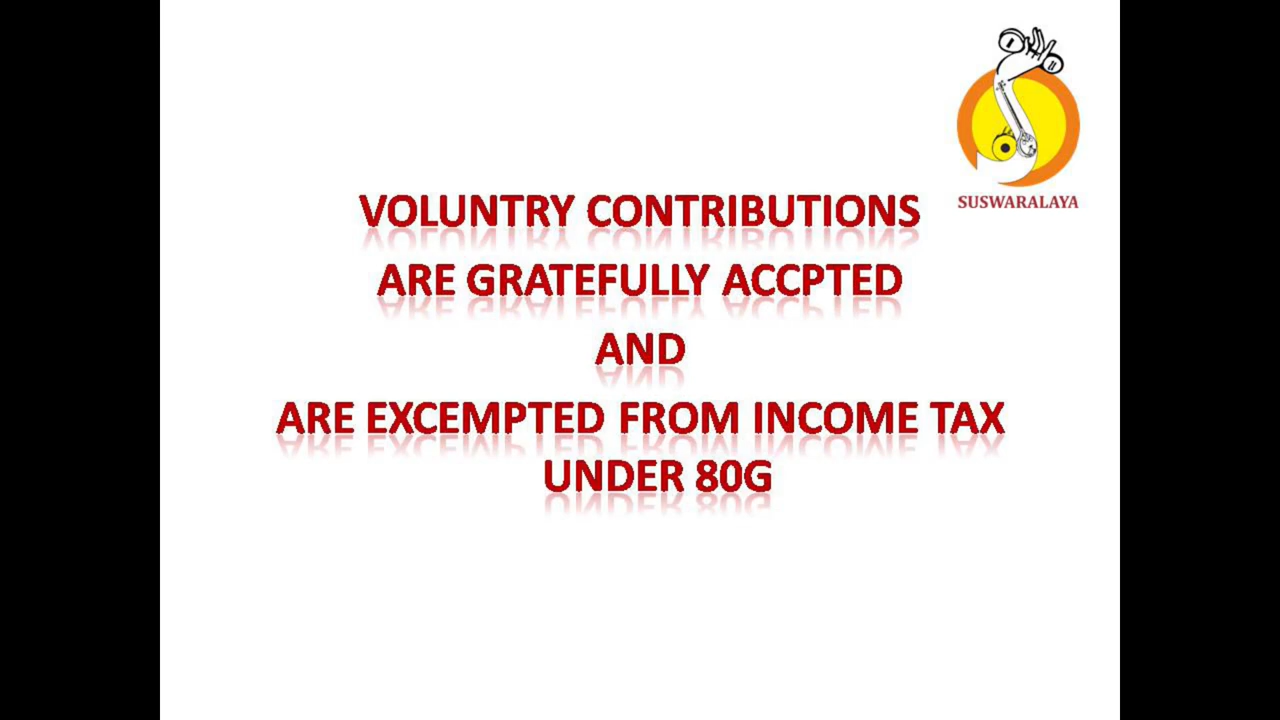 SUSWARALAYA
VOLUNTRY CONTRIBUTIONS
ARE GRATEFULLY ACCPTED
AND
ARE EXCEMPTED FROM INCOME TAX
UNDER 80G